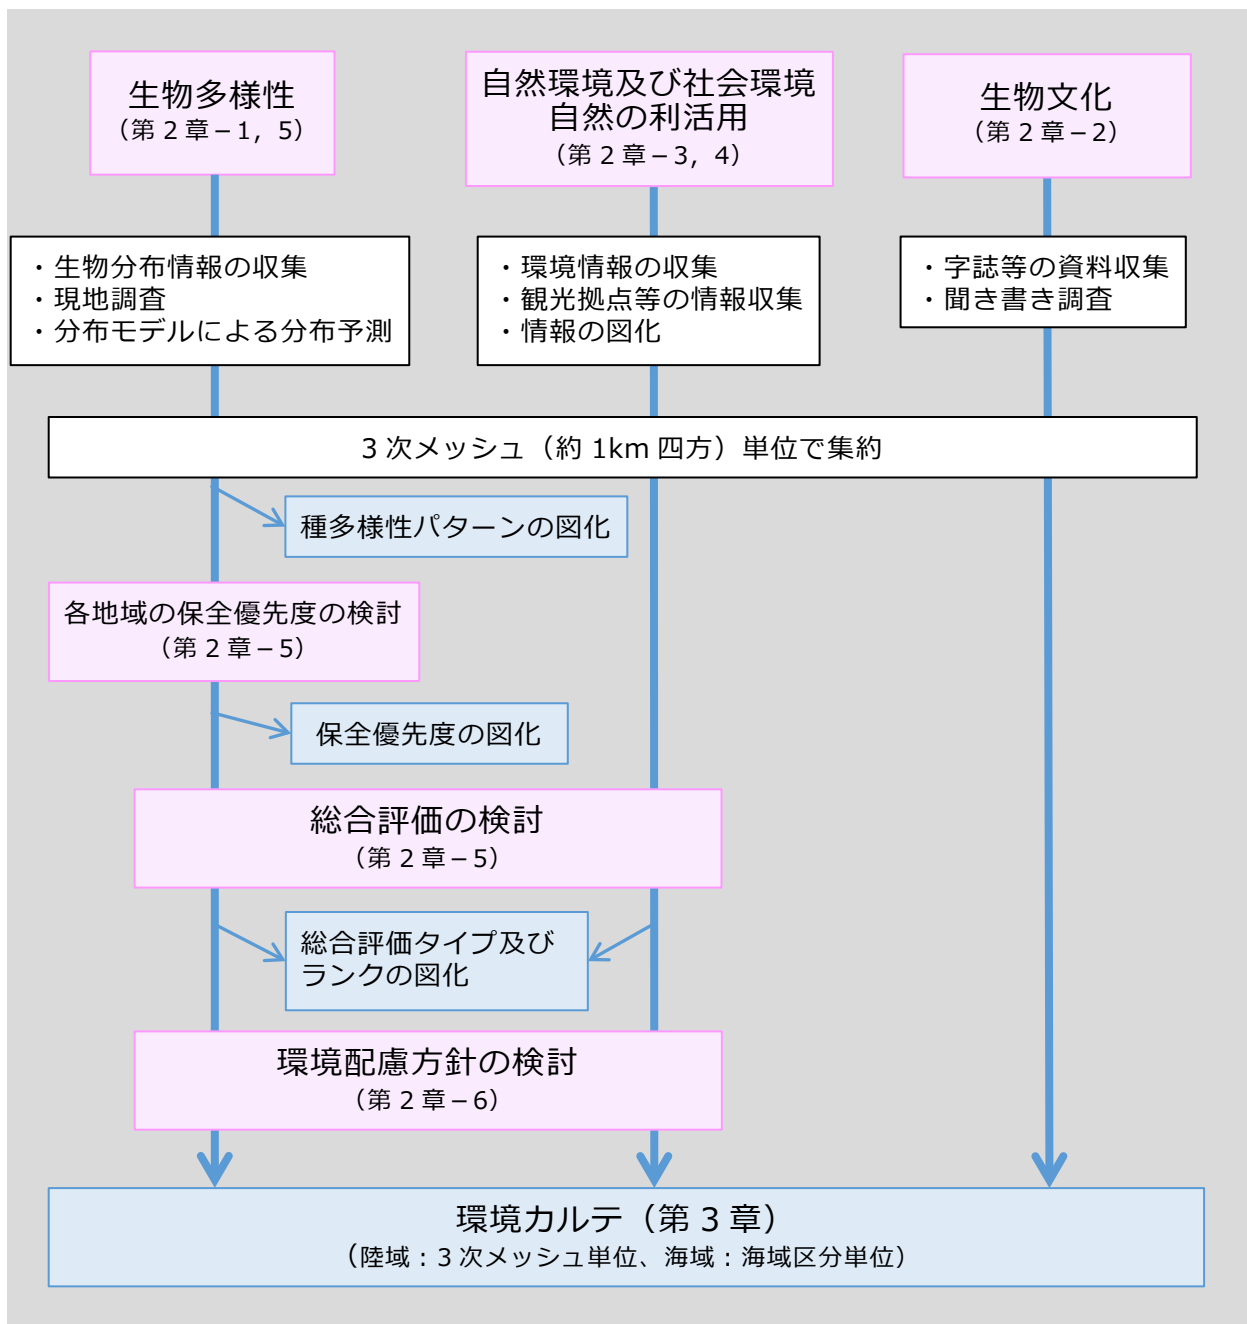 生物多様性
（第 2 章－1，5）
自然環境及び社会環境
自然の利活用
（第 2 章－3，4）
生物文化
（第 2 章－2）
・生物分布情報の収集
・現地調査
・分布モデルによる分布予測
・環境情報の収集
・観光拠点等の情報収集
・情報の図化
・字誌等の資料収集
・聞き書き調査
3 次メッシュ（約 1km 四方）単位で集約
種多様性パターンの図化
各地域の保全優先度の検討
（第 2 章－5）
保全優先度の図化
総合評価の検討
（第 2 章－5）
総合評価タイプ及び
ランクの図化
環境配慮方針の検討
（第 2 章－6）
環境カルテ（第 3 章）
（陸域：3 次メッシュ単位、海域：海域区分単位）